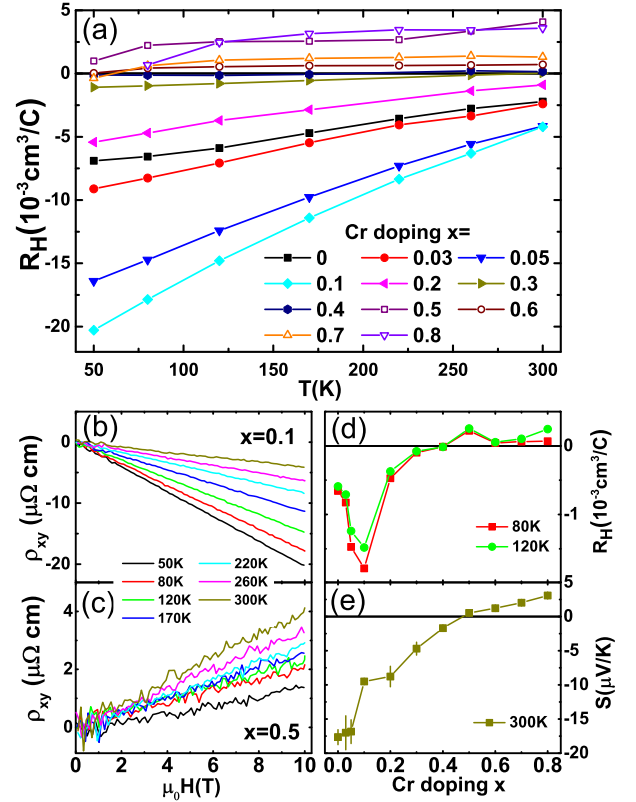 (a)
5
0
-5
-10
-15
-20
R_H(10^-3cm^3/C)
Cr doping x=
0 0.03 0.05
0.1 0.2 0.3
0.4 0.5 0.6
0.7 0.8
50 100 150 200 250 300
T(K)
(b) x=0.1
0
-10
-20
ρ_xy (μΩ cm)
50K 220K
80K 260K
120K 300K
170K
(c) x=0.5
4
2
0
ρ_xy (μΩ cm)
0 2 4 6 8 10
μ_0H(T)
(d)
0
-1
5
R_H(10^-3cm^3/C)
80K
120K
(e)
0
-5
-10
-15
-20
S(μV/K)
300K
0.0 0.2 0.4 0.6 0.8
Cr doping x